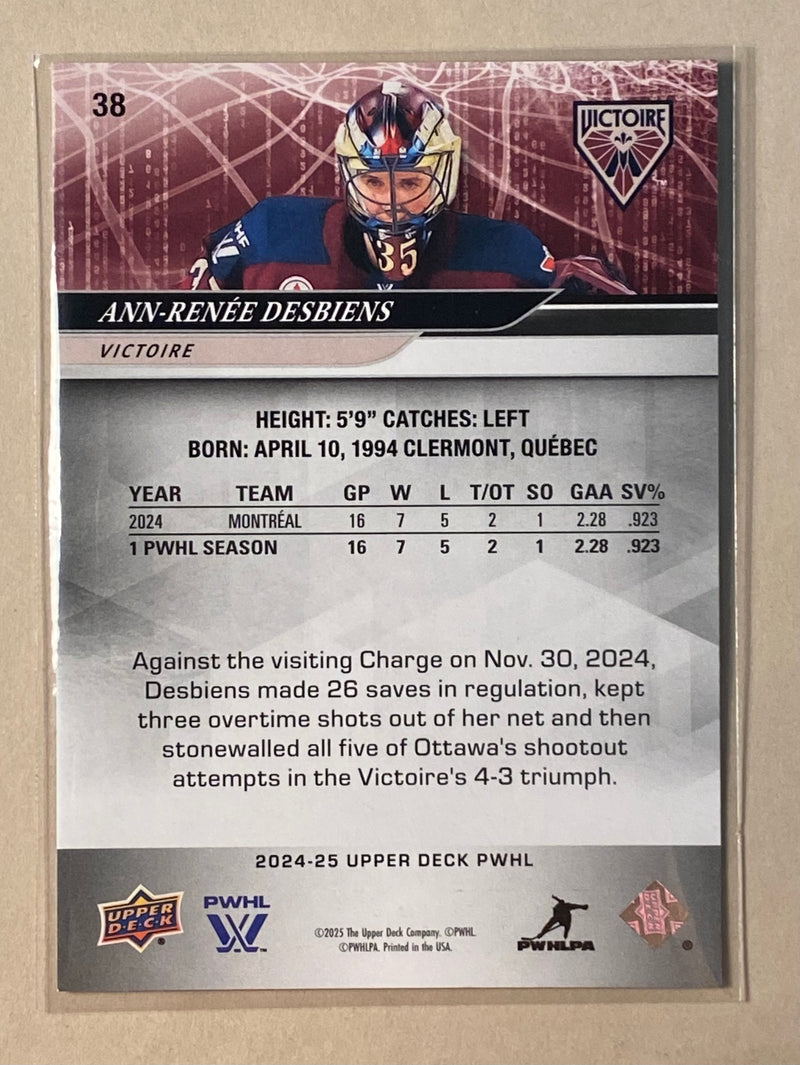 38
VICTOIRE
35
ANN-RENÉE DESBIENS
VICTOIRE
HEIGHT: 5'9” CATCHES: LEFT
BORN: APRIL 10, 1994 CLERMONT, QUÉBEC
YEAR TEAM GP W L T/OT SO GAA SV%
2024 MONTRÉAL 16 7 5 2 1 2.28 .923
1 PWHL SEASON 16 7 5 2 1 2.28 .923
Against the visiting Charge on Nov. 30, 2024,
Desbiens made 26 saves in regulation, kept
three overtime shots out of her net and then
stonewalled all five of Ottawa's shootout
attempts in the Victoire's 4-3 triumph.
2024-25 UPPER DECK PWHL
UPPER DECK ®
PWHL ™
©2025 The Upper Deck Company. ©PWHL.
©PWHLPA. Printed in the USA.
PWHLPA
UPPER DECK ®